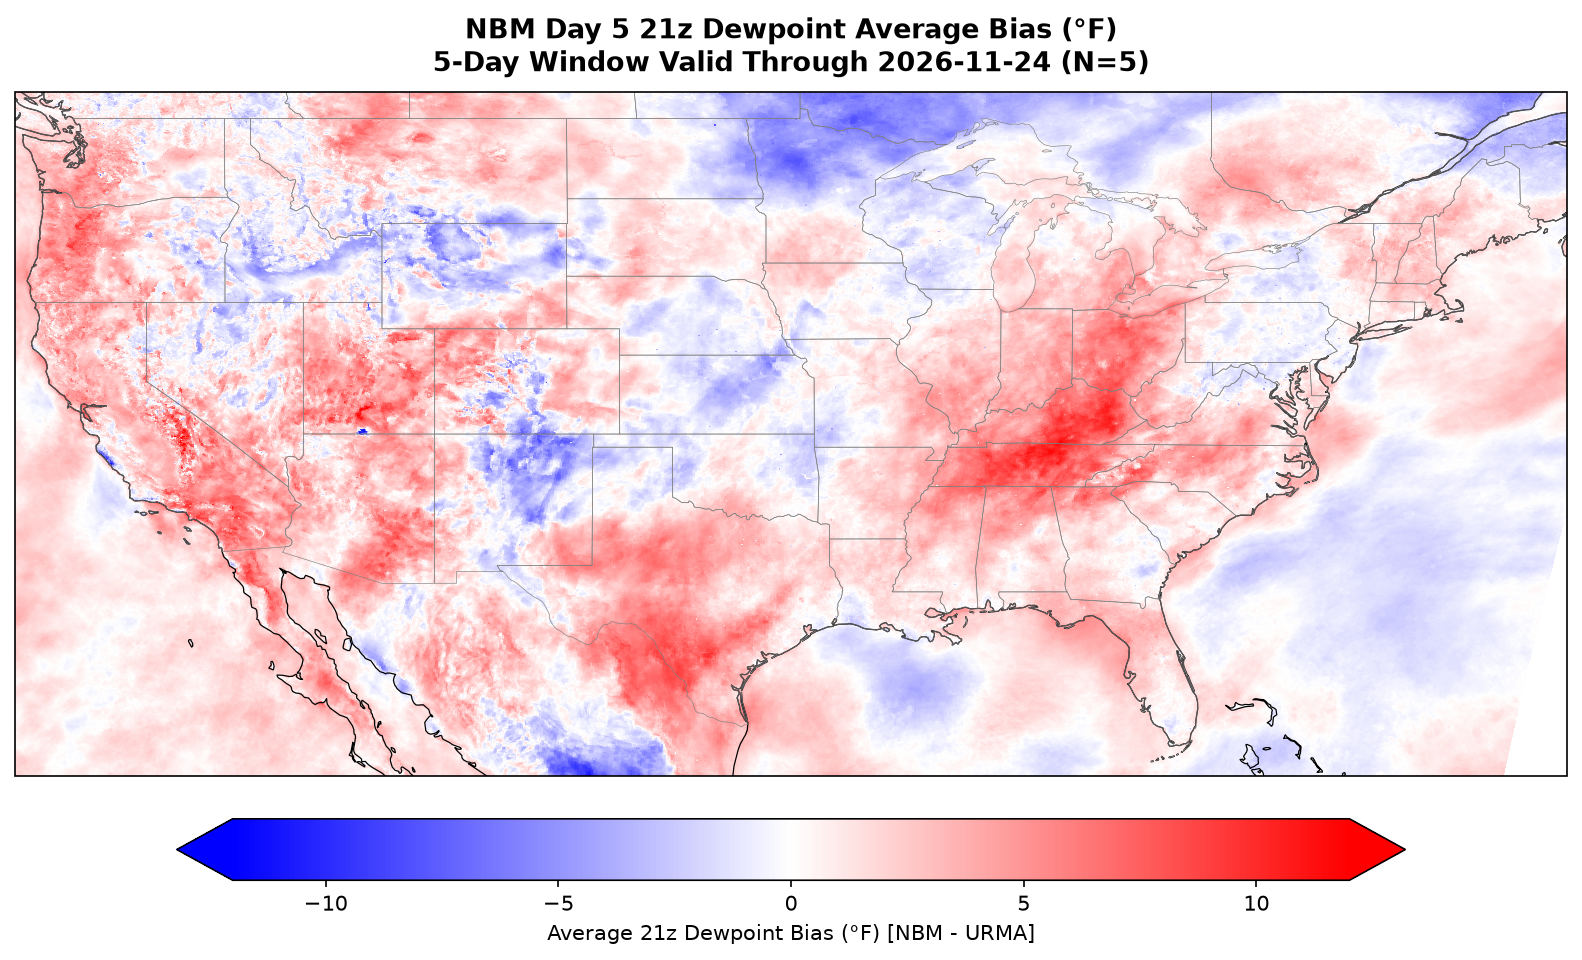 NBM Day 5 21z Dewpoint Average Bias (°F)
5-Day Window Valid Through 2026-11-24 (N=5)
−10 −5 0 5 10
Average 21z Dewpoint Bias (°F) [NBM - URMA]